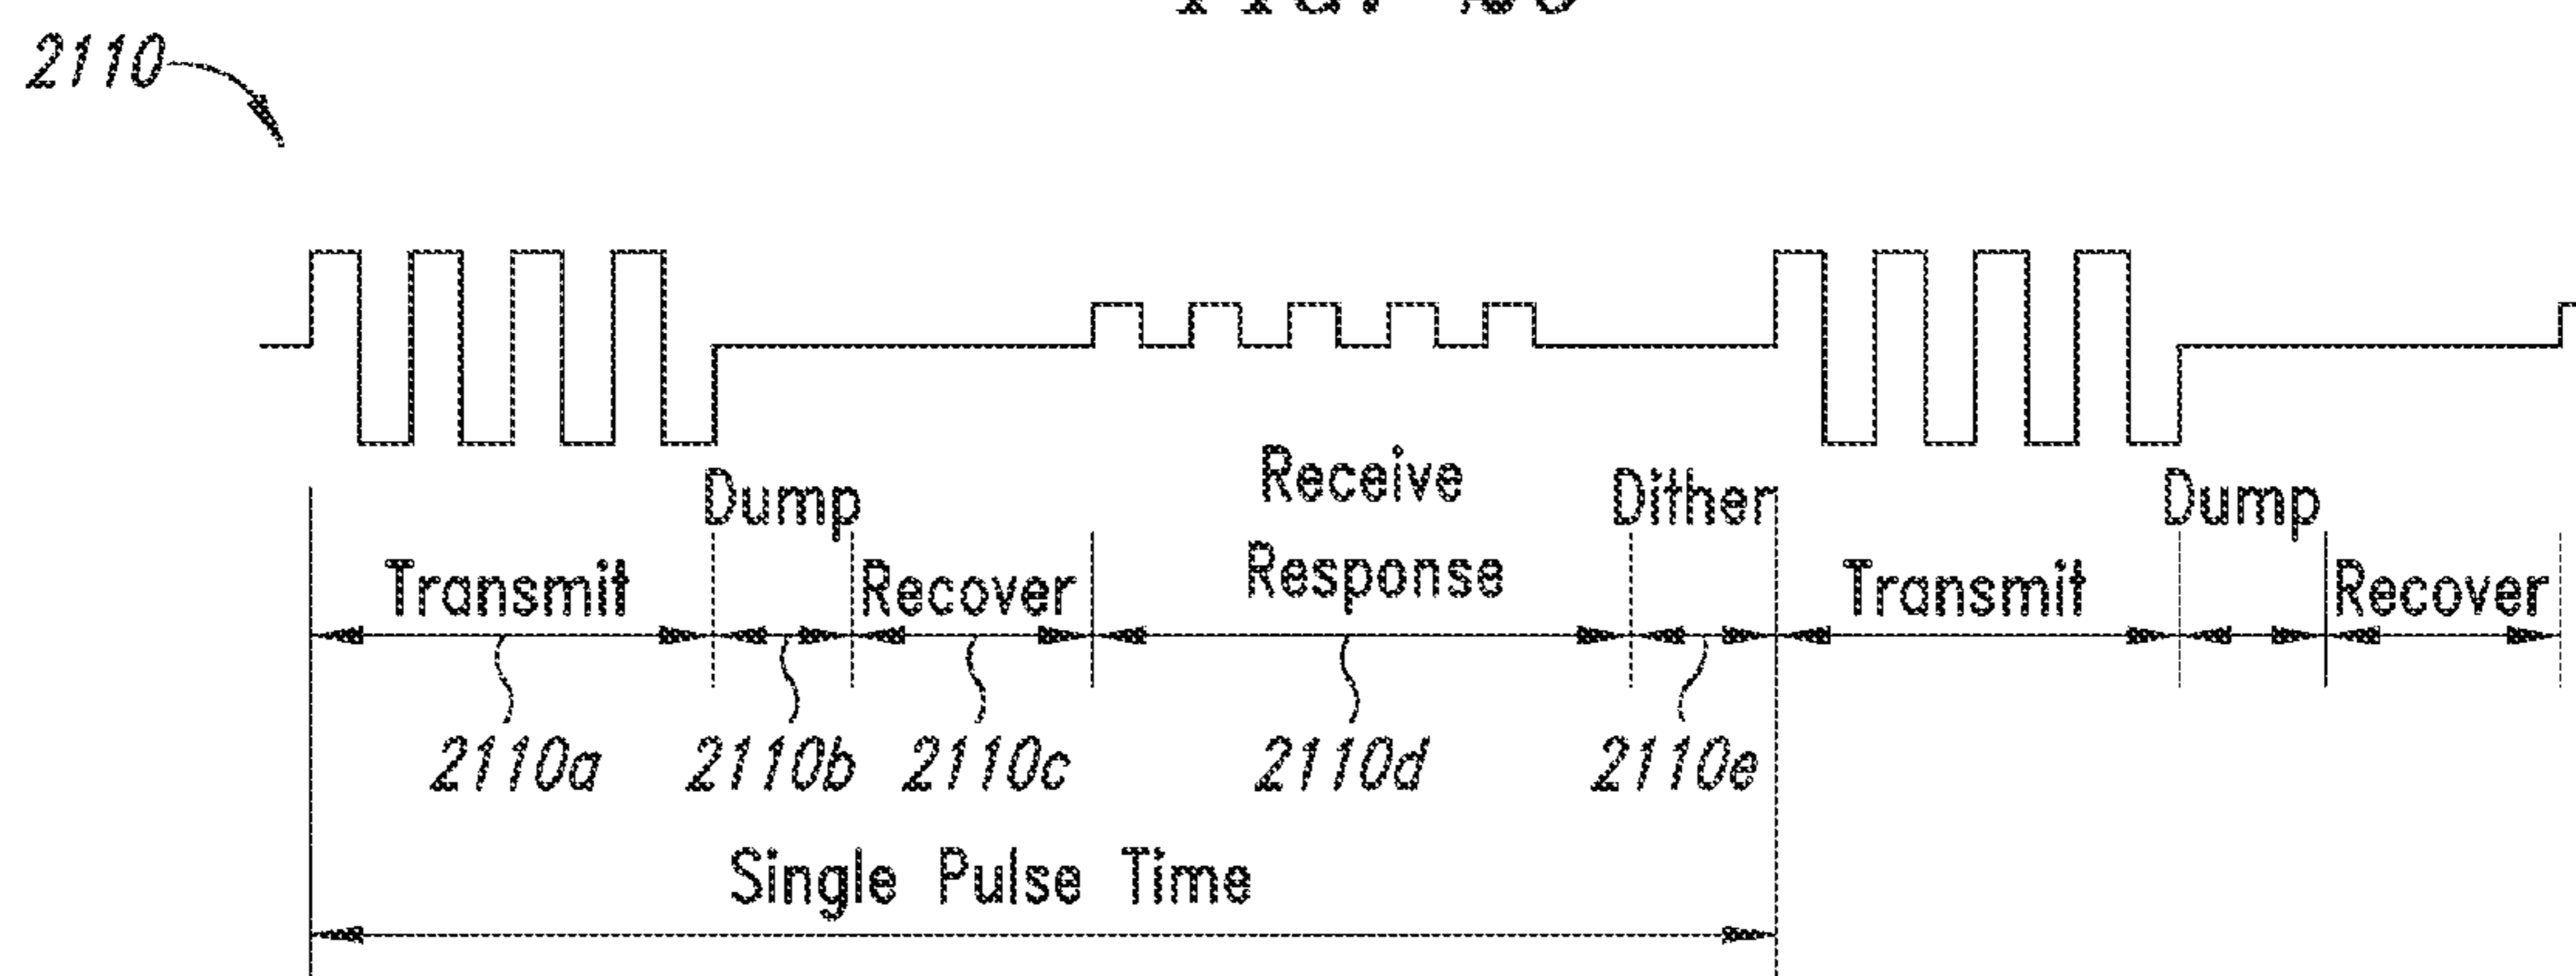 2110
Dump
Receive
Dither
Dump
Transmit
Recover
Response
Transmit
Recover
2110a
2110b
2110c
2110d
2110e
Single Pulse Time